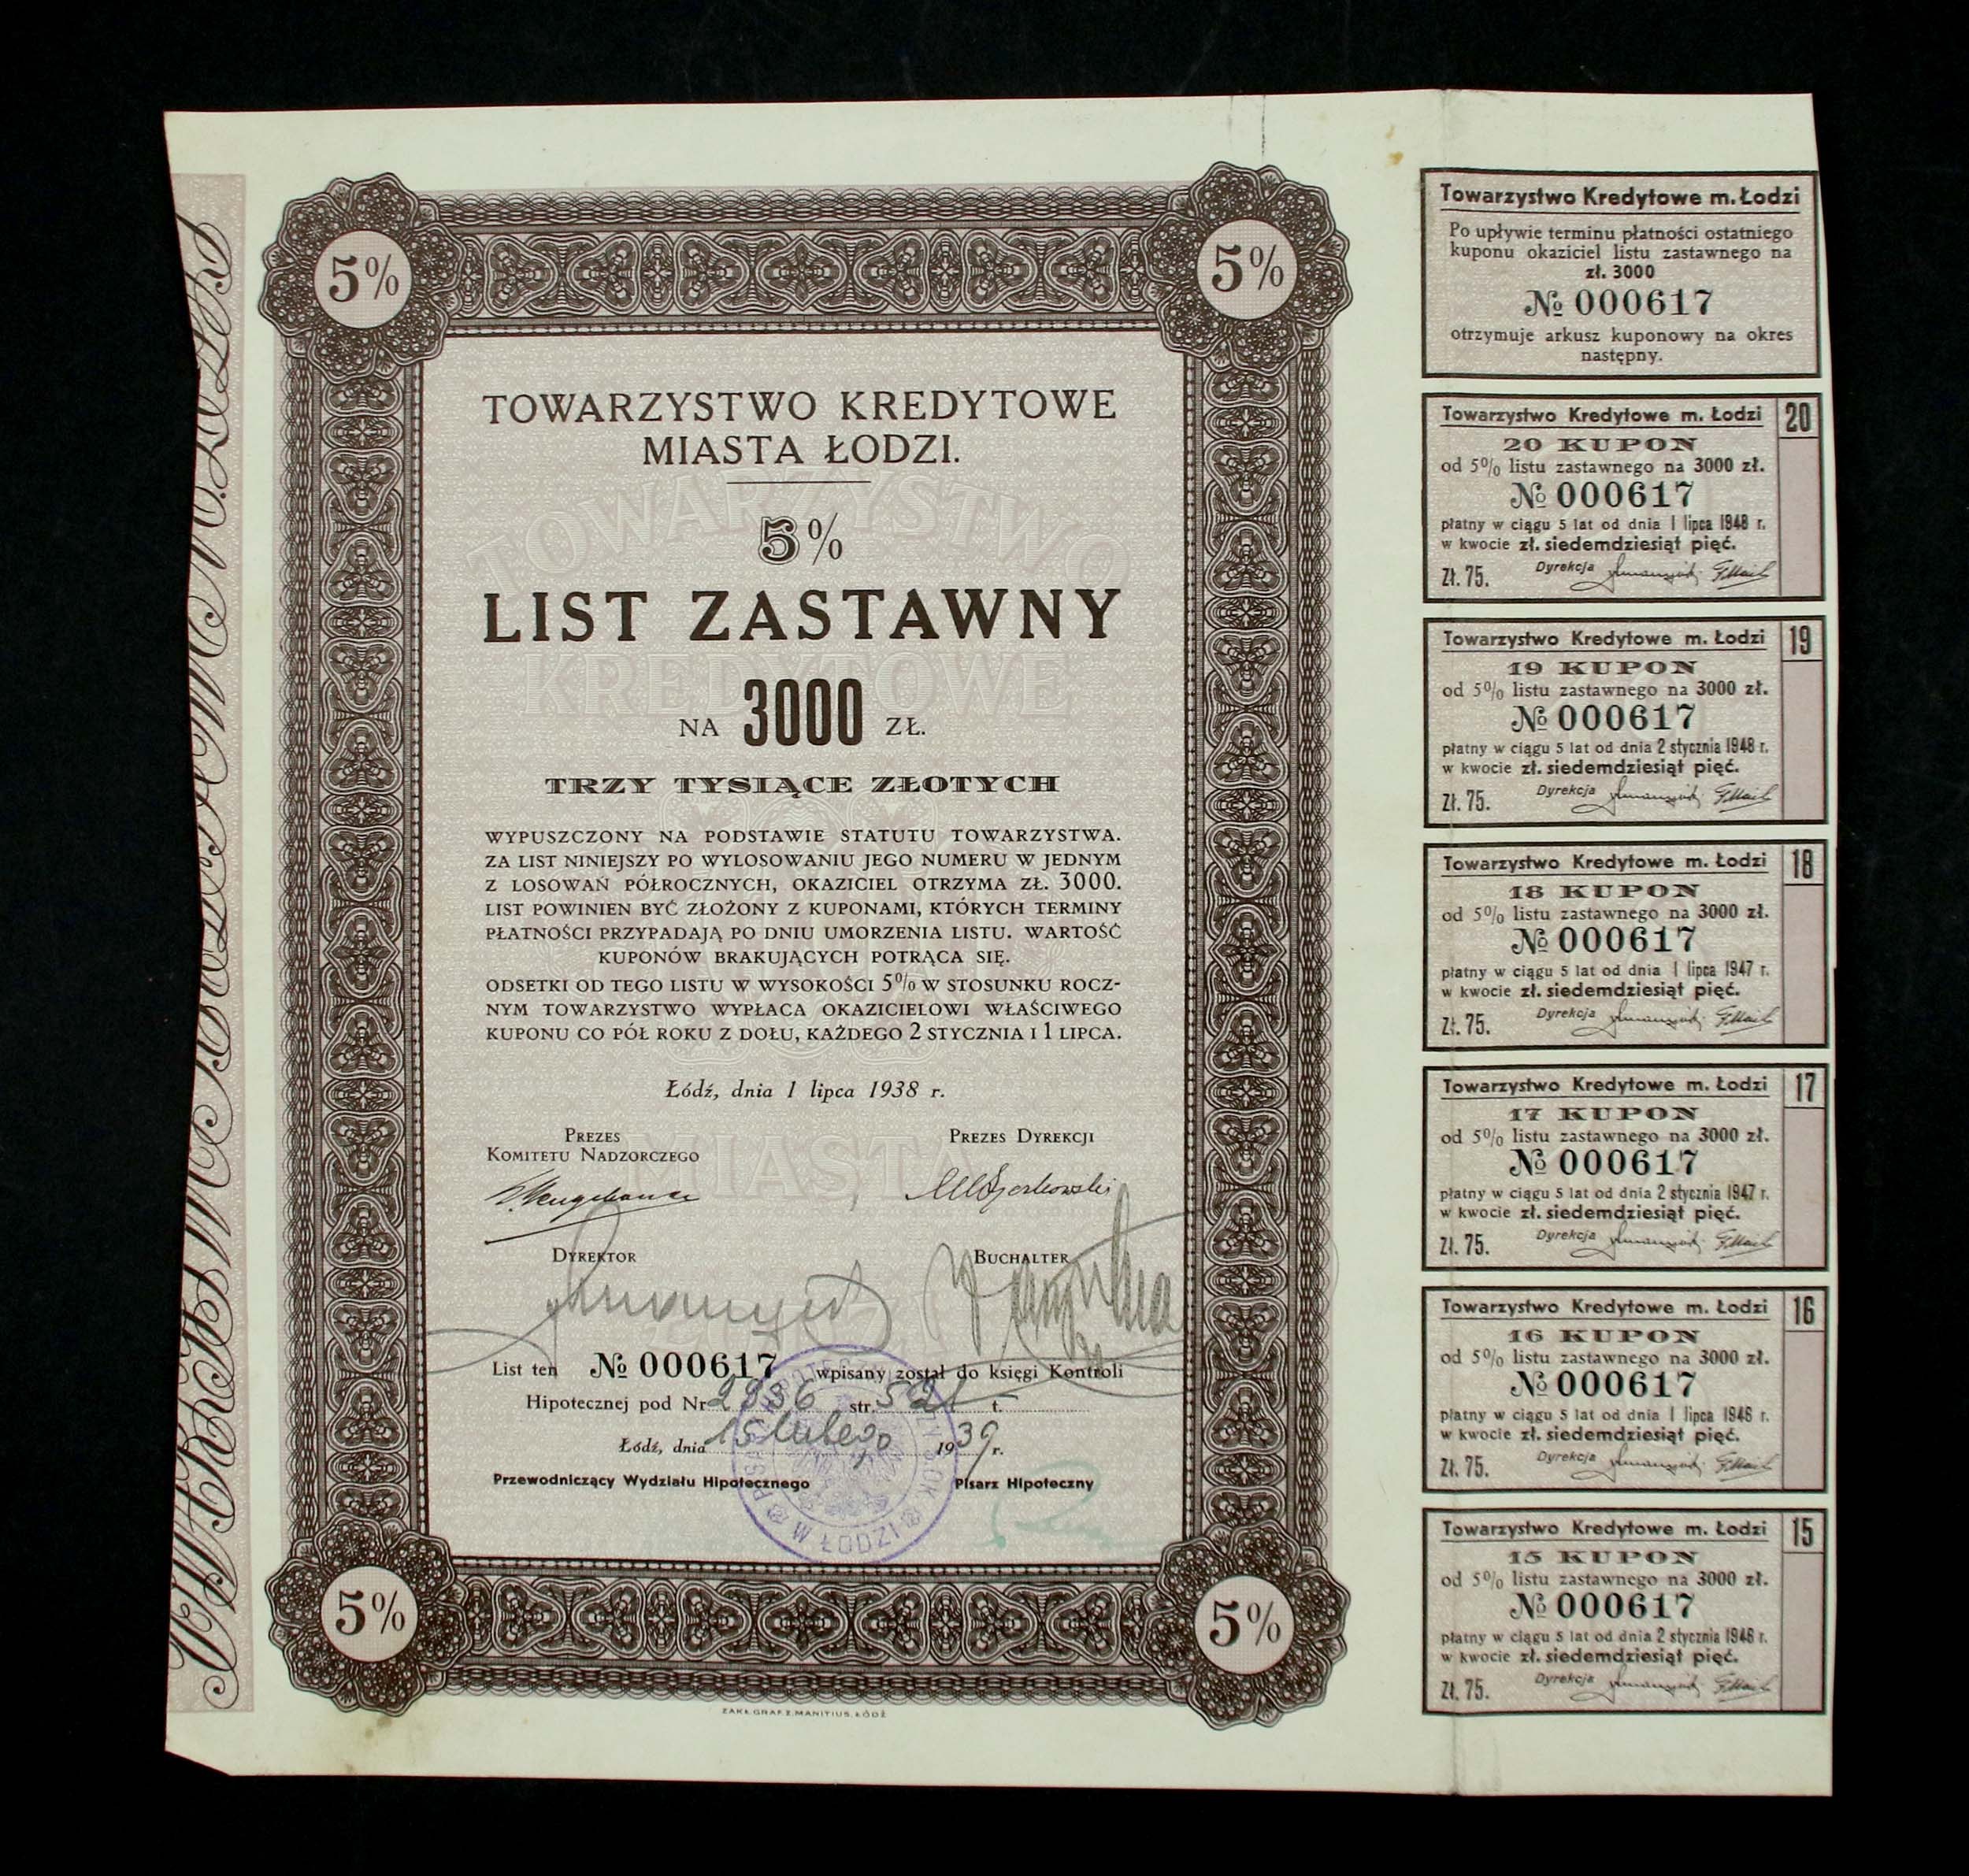 5%
5%
TOWARZYSTWO KREDYTOWE
MIASTA ŁODZI.
5%
LIST ZASTAWNY
NA 3000 ZŁ.
TRZY TYSIĄCE ZŁOTYCH
WYPUSZCZONY NA PODSTAWIE STATUTU TOWARZYSTWA.
ZA LIST NINIEJSZY PO WYLOSOWANIU JEGO NUMERU W JEDNYM
Z LOSOWAŃ PÓŁROCZNYCH, OKAZICIEL OTRZYMA ZŁ. 3000.
LIST POWINIEN BYĆ ZŁOŻONY Z KUPONAMI, KTÓRYCH TERMINY
PŁATNOŚCI PRZYPADAJĄ PO DNIU UMORZENIA LISTU. WARTOŚĆ
KUPONÓW BRAKUJĄCYCH POTRĄCA SIĘ.
ODSETKI OD TEGO LISTU W WYSOKOŚCI 5% W STOSUNKU ROCZ-
NYM TOWARZYSTWO WYPŁACA OKAZICIELOWI WŁAŚCIWEGO
KUPONU CO PÓŁ ROKU Z DOŁU, KAŻDEGO 2 STYCZNIA I 1 LIPCA.
Łódź, dnia 1 lipca 1938 r.
PREZES
KOMITETU NADZORCZEGO
PREZES DYREKCJI
DYREKTOR
BUCHALTER
List ten № 000617 wpisany został do księgi Kontroli
Hipotecznej pod Nr 2936 str. 521 t.
Łódź, dnia 15 lutego 1939 r.
Przewodniczący Wydziału Hipotecznego
Pisarz Hipoteczny
W ŁODZI
5%
5%
ZAKŁ. GRAF. Z. MANITIUS, ŁÓDŹ
TOWARZYSTWO
KREDYTOWE
MIASTA
Towarzystwo Kredytowe m. Łodzi
Po upływie terminu płatności ostatniego
kuponu okaziciel listu zastawnego na
zł. 3000
№ 000617
otrzymuje arkusz kuponowy na okres
następny.
Towarzystwo Kredytowe m. Łodzi 20
20 KUPON
od 5% listu zastawnego na 3000 zł.
№ 000617
płatny w ciągu 5 lat od dnia 1 lipca 1948 r.
w kwocie zł. siedemdziesiąt pięć.
Zł. 75. Dyrekcja
Towarzystwo Kredytowe m. Łodzi 19
19 KUPON
od 5% listu zastawnego na 3000 zł.
№ 000617
płatny w ciągu 5 lat od dnia 2 stycznia 1948 r.
w kwocie zł. siedemdziesiąt pięć.
Zł. 75. Dyrekcja
Towarzystwo Kredytowe m. Łodzi 18
18 KUPON
od 5% listu zastawnego na 3000 zł.
№ 000617
płatny w ciągu 5 lat od dnia 1 lipca 1947 r.
w kwocie zł. siedemdziesiąt pięć.
Zł. 75. Dyrekcja
Towarzystwo Kredytowe m. Łodzi 17
17 KUPON
od 5% listu zastawnego na 3000 zł.
№ 000617
płatny w ciągu 5 lat od dnia 2 stycznia 1947 r.
w kwocie zł. siedemdziesiąt pięć.
Zł. 75. Dyrekcja
Towarzystwo Kredytowe m. Łodzi 16
16 KUPON
od 5% listu zastawnego na 3000 zł.
№ 000617
płatny w ciągu 5 lat od dnia 1 lipca 1946 r.
w kwocie zł. siedemdziesiąt pięć.
Zł. 75. Dyrekcja
Towarzystwo Kredytowe m. Łodzi 15
15 KUPON
od 5% listu zastawnego na 3000 zł.
№ 000617
płatny w ciągu 5 lat od dnia 2 stycznia 1946 r.
w kwocie zł. siedemdziesiąt pięć.
Zł. 75. Dyrekcja